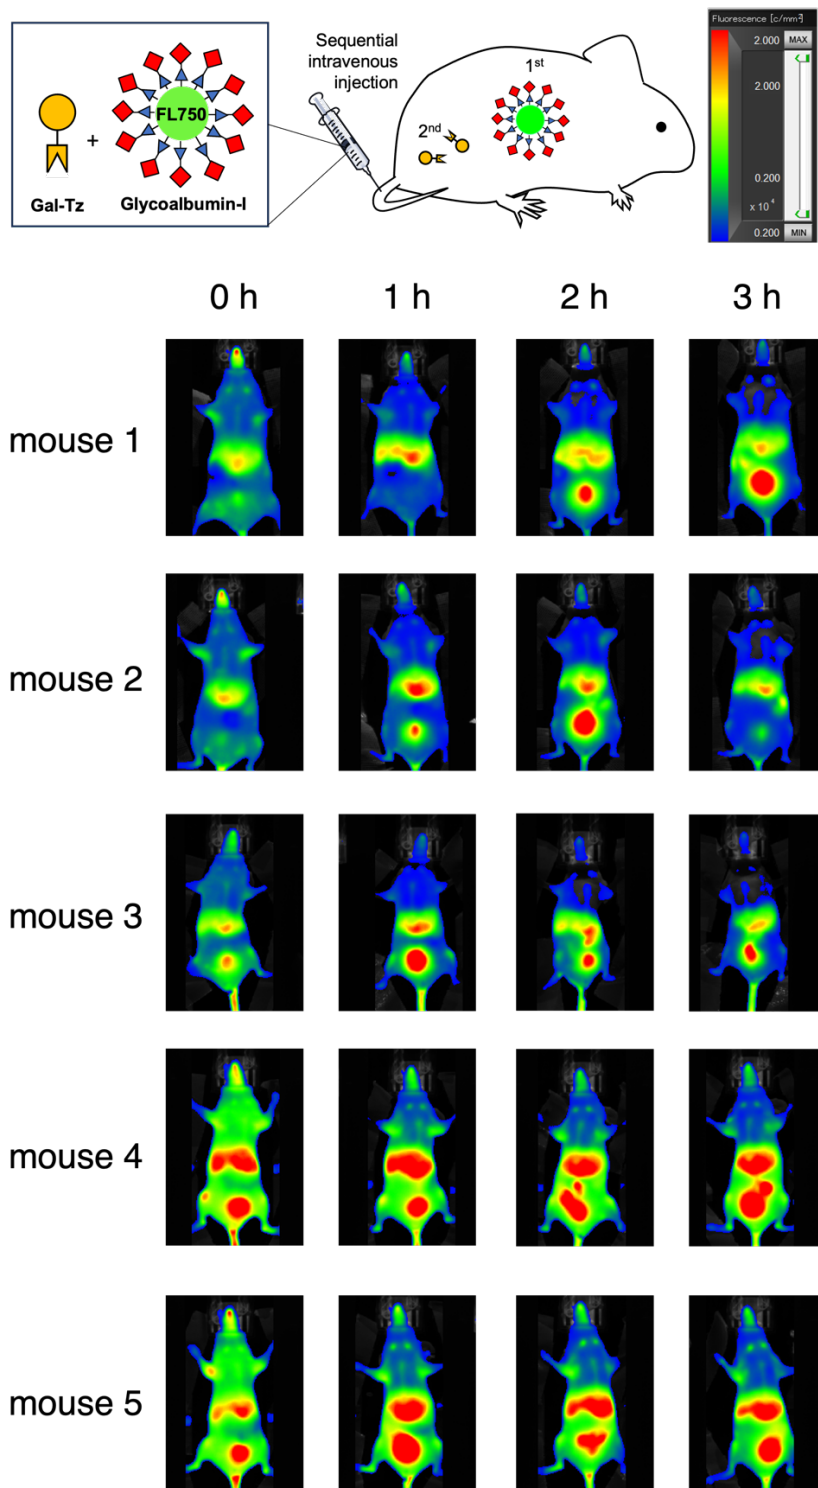 FL750
+
Gal-Tz
Glycoalbumin-I
Sequential
intravenous
injection
1st
2nd
Fluorescence [c/mm²]
2.000 MAX
2.000
0.200
x 10⁴
0.200 MIN
0 h 1 h 2 h 3 h
mouse 1
mouse 2
mouse 3
mouse 4
mouse 5